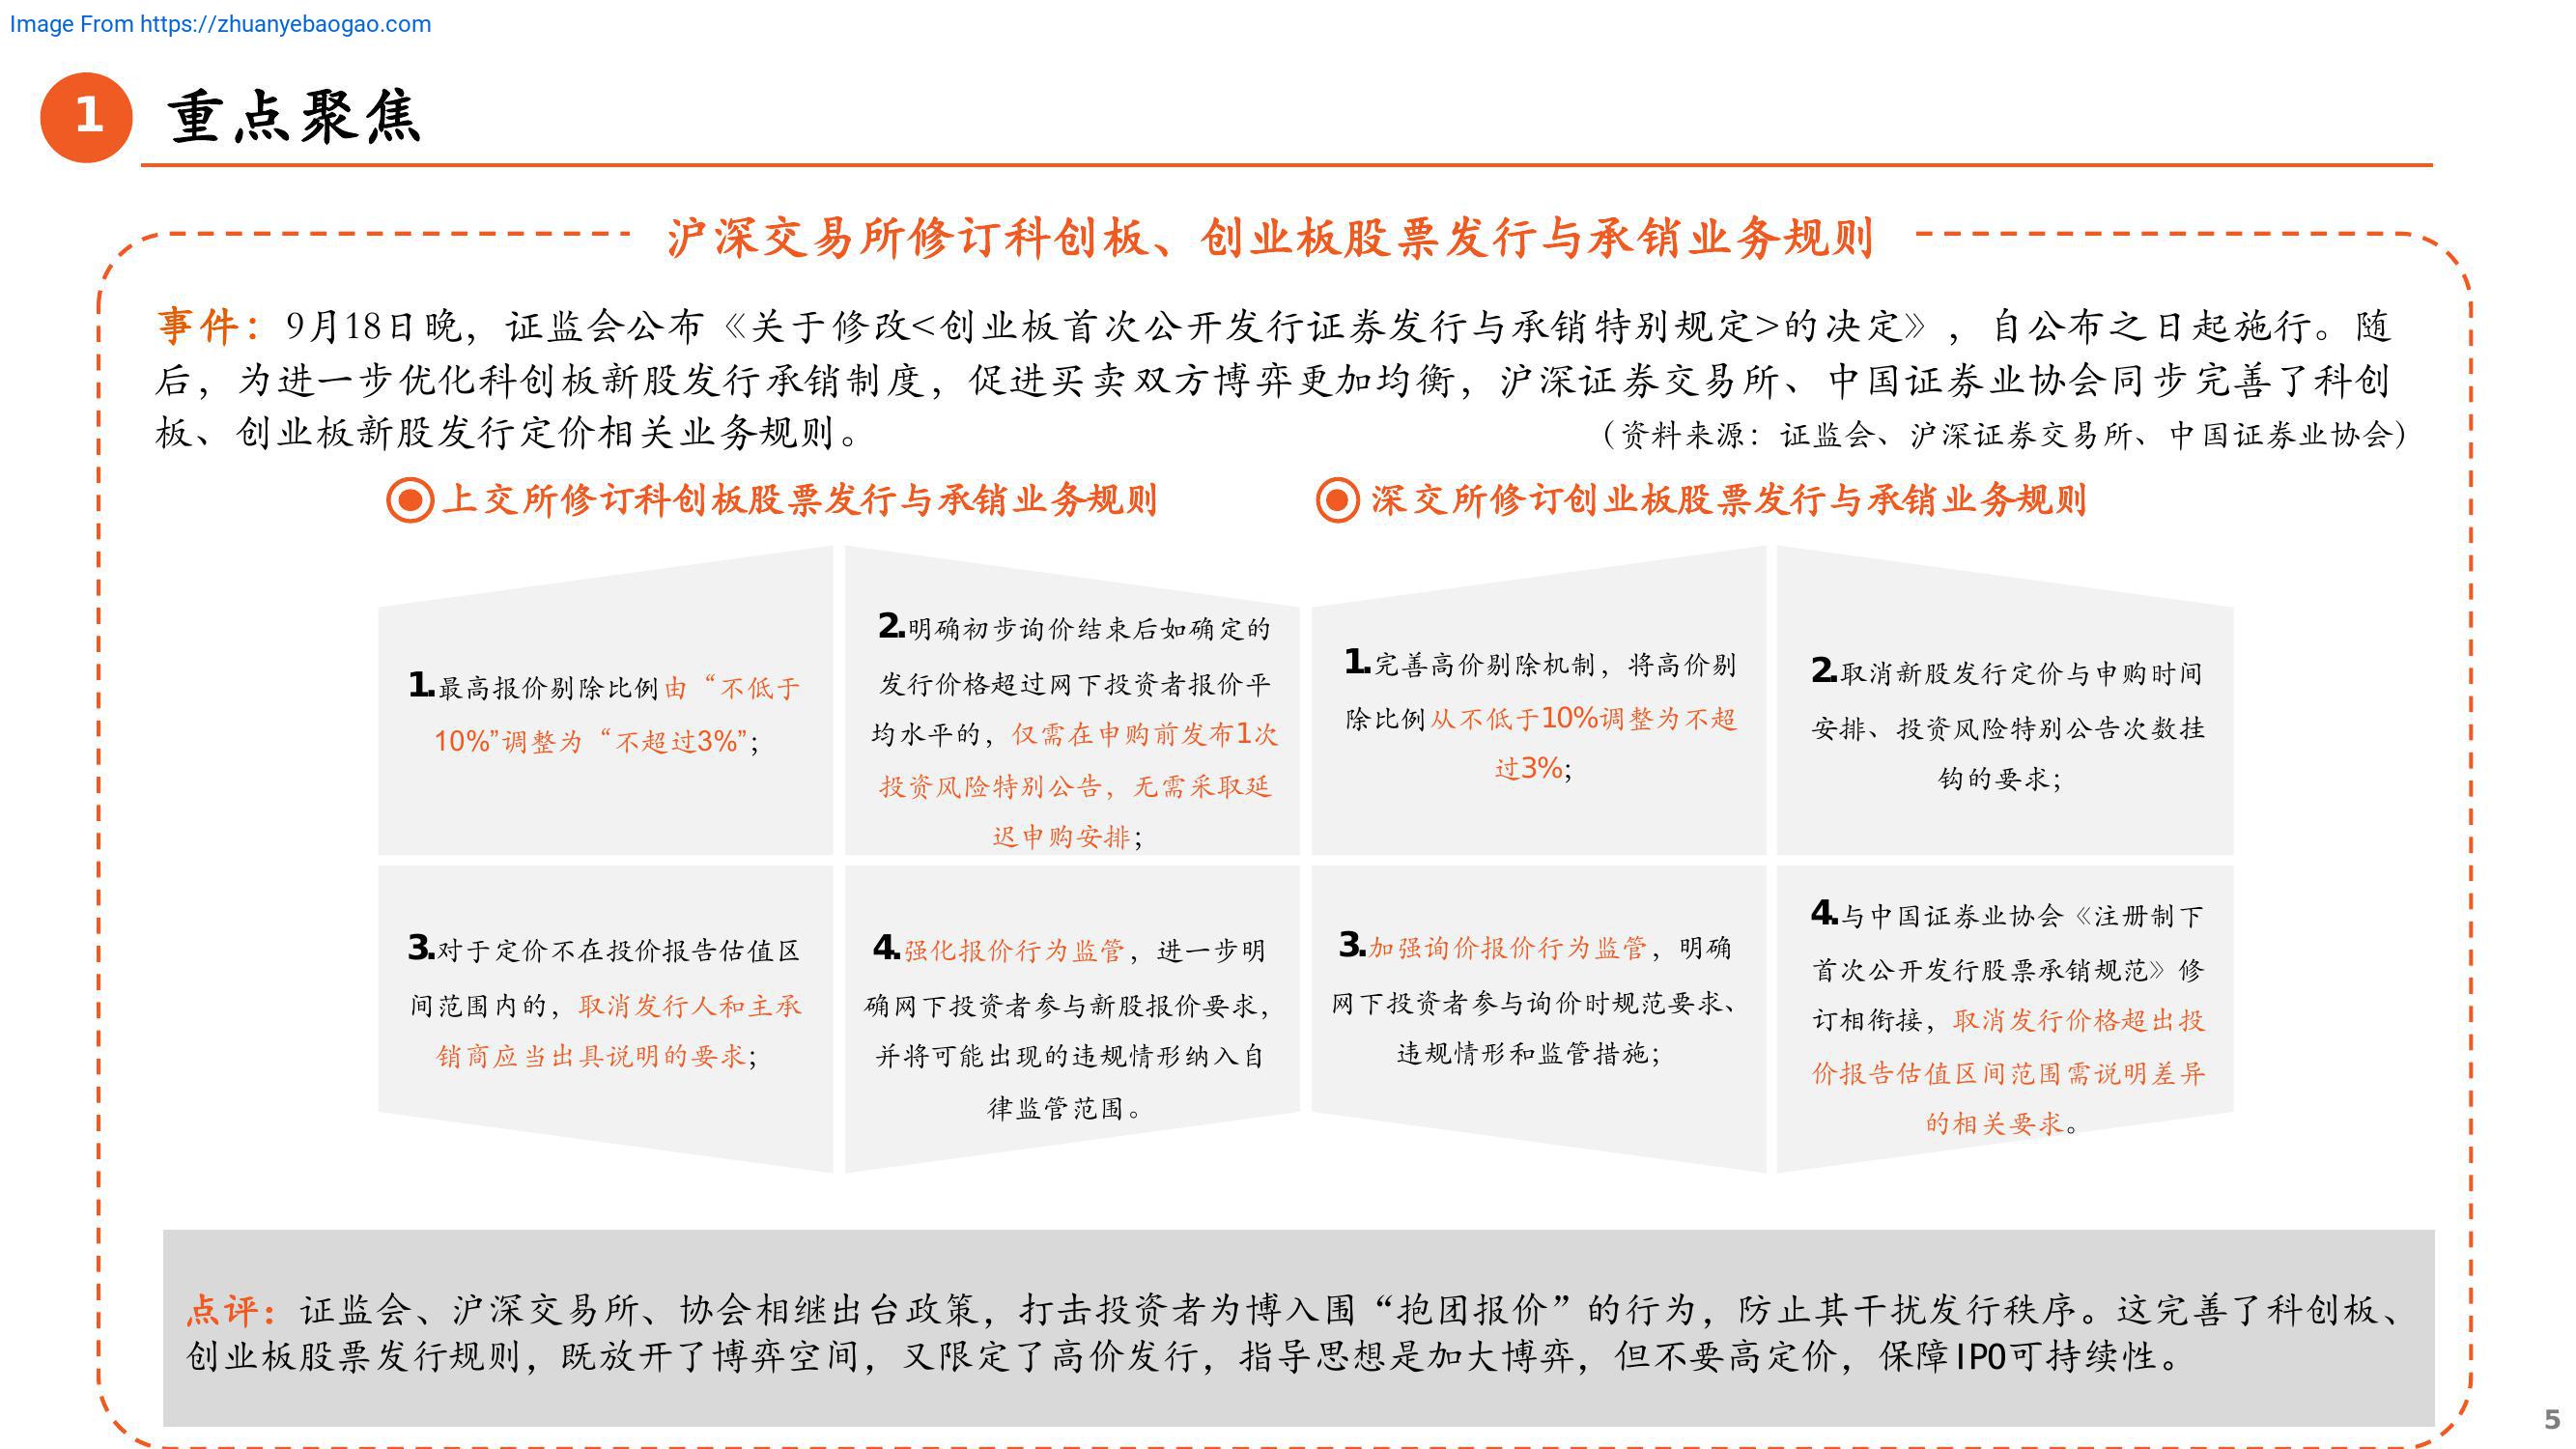 Image From https://zhuanyebaogao.com
1
重点聚焦
沪深交易所修订科创板、创业板股票发行与承销业务规则
事件：9月18日晚，证监会公布《关于修改<创业板首次公开发行证券发行与承销特别规定>的决定》，自公布之日起施行。随
后，为进一步优化科创板新股发行承销制度，促进买卖双方博弈更加均衡，沪深证券交易所、中国证券业协会同步完善了科创
板、创业板新股发行定价相关业务规则。
（资料来源：证监会、沪深证券交易所、中国证券业协会）
上交所修订科创板股票发行与承销业务规则
1.最高报价剔除比例由“不低于
10%”调整为“不超过3%”；
2.明确初步询价结束后如确定的
发行价格超过网下投资者报价平
均水平的，仅需在申购前发布1次
投资风险特别公告，无需采取延
迟申购安排；
3.对于定价不在投价报告估值区
间范围内的，取消发行人和主承
销商应当出具说明的要求；
4.强化报价行为监管，进一步明
确网下投资者参与新股报价要求，
并将可能出现的违规情形纳入自
律监管范围。
深交所修订创业板股票发行与承销业务规则
1.完善高价剔除机制，将高价剔
除比例从不低于10%调整为不超
过3%；
2.取消新股发行定价与申购时间
安排、投资风险特别公告次数挂
钩的要求；
3.加强询价报价行为监管，明确
网下投资者参与询价时规范要求、
违规情形和监管措施；
4.与中国证券业协会《注册制下
首次公开发行股票承销规范》修
订相衔接，取消发行价格超出投
价报告估值区间范围需说明差异
的相关要求。
点评：证监会、沪深交易所、协会相继出台政策，打击投资者为博入围“抱团报价”的行为，防止其干扰发行秩序。这完善了科创板、
创业板股票发行规则，既放开了博弈空间，又限定了高价发行，指导思想是加大博弈，但不要高定价，保障IPO可持续性。
5